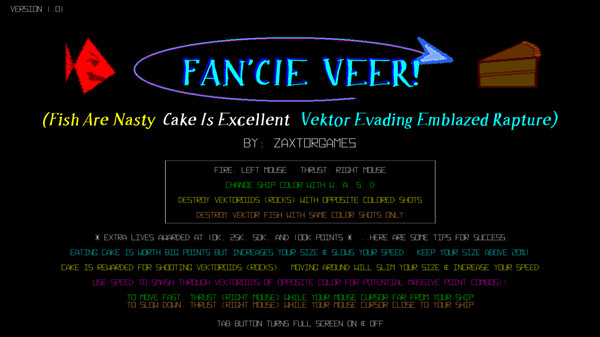 VERSION 1.01
FAN'CIE VEER!
(Fish Are Nasty Cake Is Excellent Vektor Evading Emblazed Rapture)
BY: ZAXTORGAMES
FIRE: LEFT MOUSE THRUST: RIGHT MOUSE
CHANGE SHIP COLOR WITH W, A, S, D
DESTROY VEKTOROIDS (ROCKS) WITH OPPOSITE COLORED SHOTS
DESTROY VEKTOR FISH WITH SAME COLOR SHOTS ONLY
* EXTRA LIVES AWARDED AT 10K, 25K, 50K, AND 100K POINTS * ...HERE ARE SOME TIPS FOR SUCCESS:
EATING CAKE IS WORTH BIG POINTS BUT INCREASES YOUR SIZE & SLOWS YOUR SPEED. KEEP YOUR SIZE ABOVE 20%!
CAKE IS REWARDED FOR SHOOTING VEKTOROIDS (ROCKS). MOVING AROUND WILL SLIM YOUR SIZE & INCREASE YOUR SPEED
USE SPEED TO SMASH THROUGH VEKTOROIDS OF OPPOSITE COLOR FOR POTENTIAL MASSIVE POINT COMBOS!:)
TO MOVE FAST: THRUST (RIGHT MOUSE) WHILE YOUR MOUSE CURSOR FAR FROM YOUR SHIP
TO SLOW DOWN: THRUST (RIGHT MOUSE) WHILE YOUR MOUSE CURSOR CLOSE TO YOUR SHIP
TAB BUTTON TURNS FULL SCREEN ON & OFF